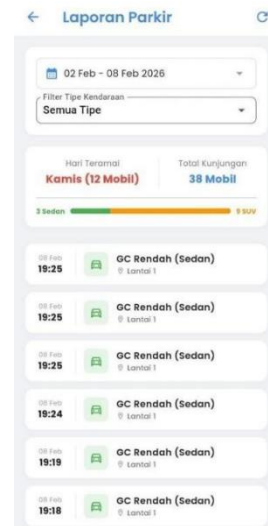 Laporan Parkir
02 Feb - 08 Feb 2026
Filter Tipe Kendaraan
Semua Tipe
Hari Teramai
Total Kunjungan
Kamis (12 Mobil)
38 Mobil
3 Sedan
9 SUV
08 Feb
19:25
GC Rendah (Sedan)
Lantai 1
08 Feb
19:25
GC Rendah (Sedan)
Lantai 1
08 Feb
19:25
GC Rendah (Sedan)
Lantai 1
08 Feb
19:24
GC Rendah (Sedan)
Lantai 1
08 Feb
19:19
GC Rendah (Sedan)
Lantai 1
08 Feb
19:18
GC Rendah (Sedan)
Lantai 1